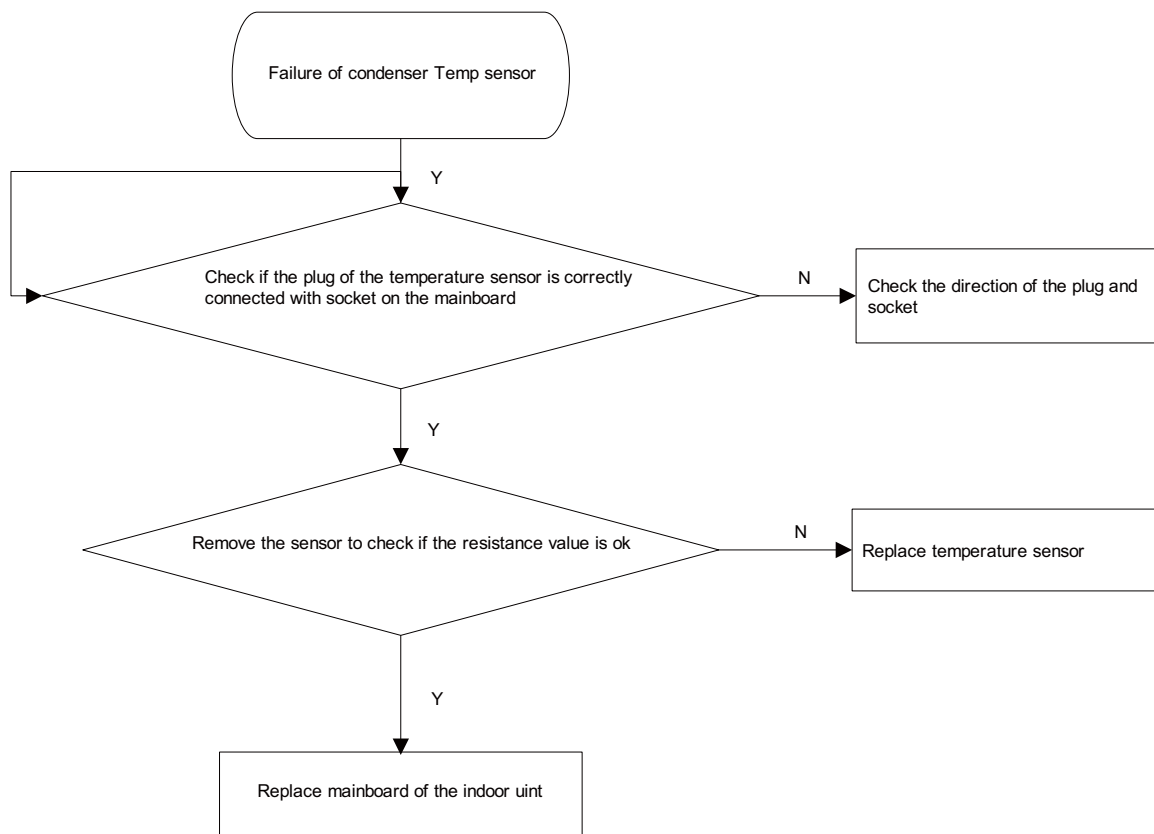 Failure of condenser Temp sensor
Y
Check if the plug of the temperature sensor is correctly
connected with socket on the mainboard
N
Check the direction of the plug and
socket
Y
Remove the sensor to check if the resistance value is ok
N
Replace temperature sensor
Y
Replace mainboard of the indoor uint